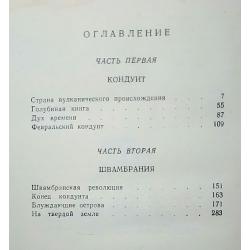 ОГЛАВЛЕНИЕ
ЧАСТЬ ПЕРВАЯ
КОНДУИТ
Страна вулканического происхождения . . 7
Голубиная книга . . . . . . . . 55
Дух времени . . . . . . . . . 87
Февральский кондуит . . . . . . . 109
ЧАСТЬ ВТОРАЯ
ШВАМБРАНИЯ
Швамбранская революция . . . . . . 151
Конец кондуита . . . . . . . . 163
Блуждающие острова . . . . . . . 171
На твердой земле . . . . . . . . 283